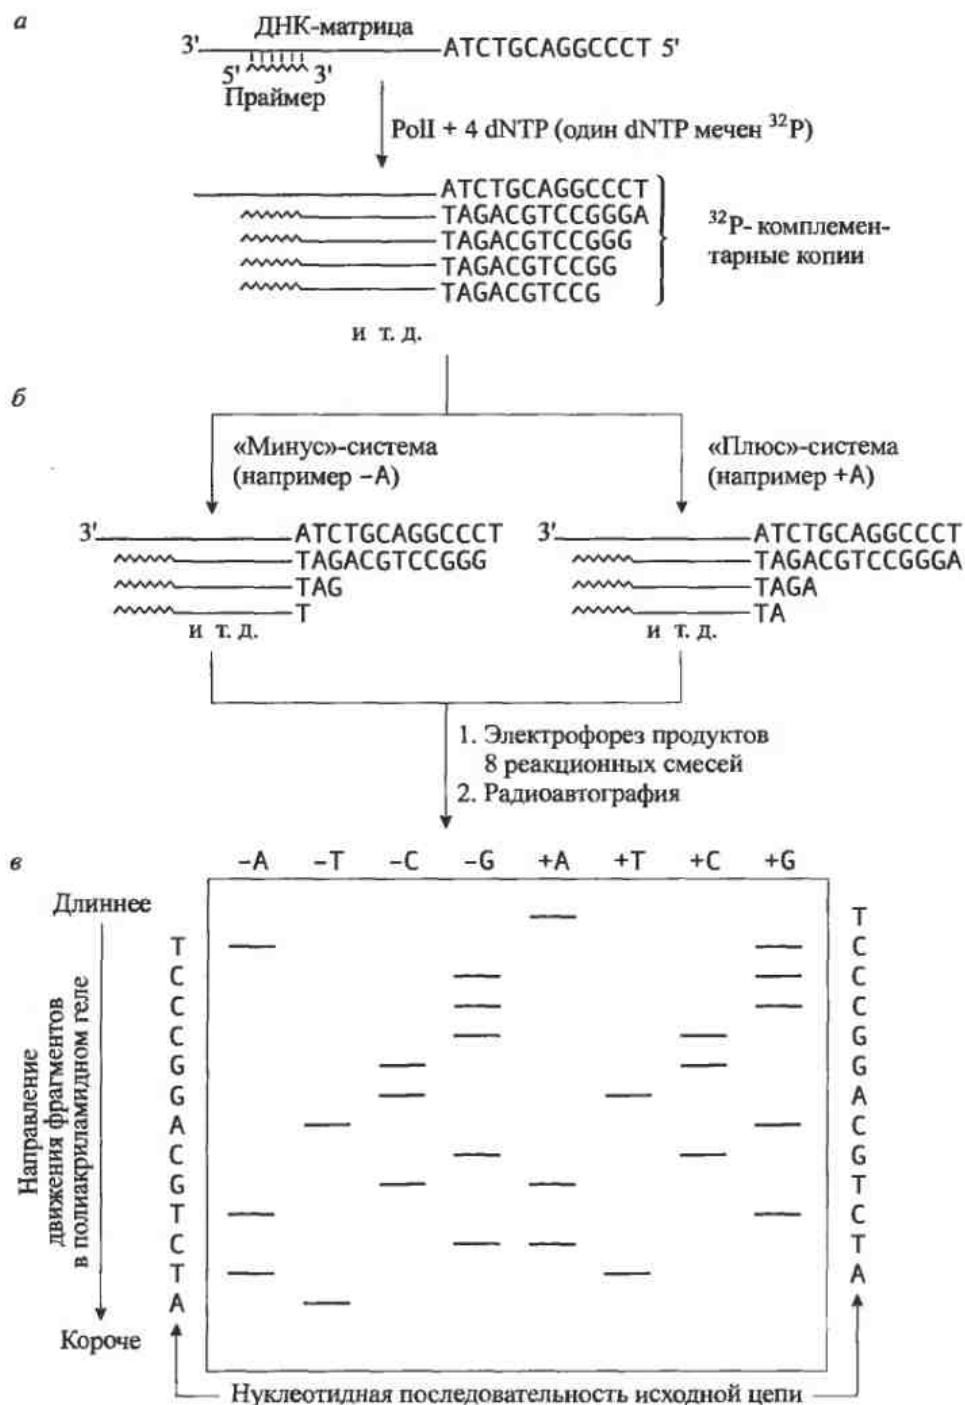 а
ДНК-матрица
3' ATCTGCAGGCCCT 5'
5' 3'
Праймер
PolI + 4 dNTP (один dNTP мечен ³²P)
ATCTGCAGGCCCT
TAGACGTCCGGGA
TAGACGTCCGGG
TAGACGTCCGG
TAGACGTCCG
и т. д.
³²P- комплемен-
тарные копии
б
«Минус»-система
(например –A)
«Плюс»-система
(например +A)
3' ATCTGCAGGCCCT
TAGACGTCCGGG
TAG
T
и т. д.
3' ATCTGCAGGCCCT
TAGACGTCCGGGA
TAGA
TA
и т. д.
1. Электрофорез продуктов
8 реакционных смесей
2. Радиоавтография
в
–A –T –C –G +A +T +C +G
Длиннее
Направление
движения фрагментов
в полиакриламидном геле
Короче
T
C
C
C
G
G
A
C
G
T
C
T
A
T
C
C
C
G
G
A
C
G
T
C
T
A
Нуклеотидная последовательность исходной цепи